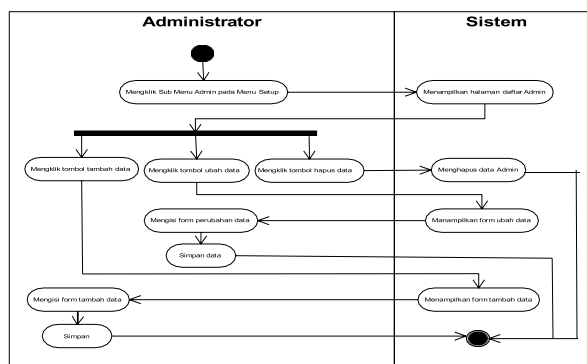 Administrator
Sistem
Mengklik Sub Menu Admin pada Menu Setup
Menampilkan halaman daftar Admin
Mengklik tombol tambah data
Mengklik tombol ubah data
Mengklik tombol hapus data
Menghapus data Admin
Mengisi form perubahan data
Manampilkan form ubah data
Simpan data
Mengisi form tambah data
Menampilkan form tambah data
Simpan